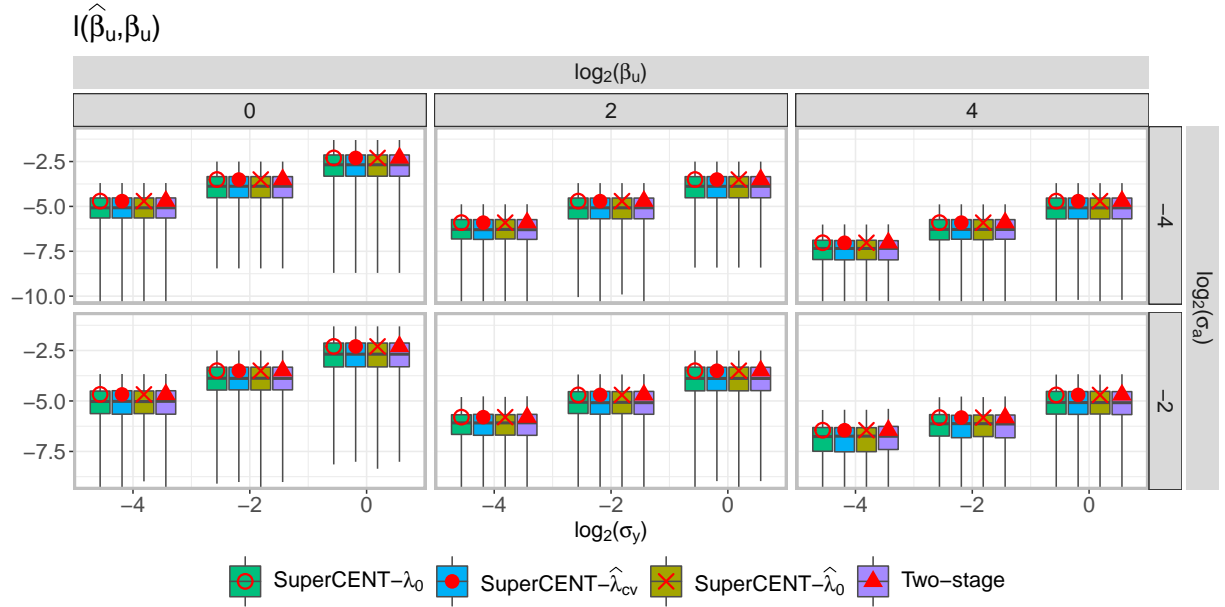 l(β̂ᵤ,βᵤ)
log₂(βᵤ)
0 2 4
−2.5
−5.0
−7.5
−10.0
−4
−2.5
−5.0
−7.5
−2
log₂(σₐ)
−4 −2 0 −4 −2 0 −4 −2 0
log₂(σ_y)
SuperCENT−λ₀ SuperCENT−λ̂_cv SuperCENT−λ̂₀ Two−stage